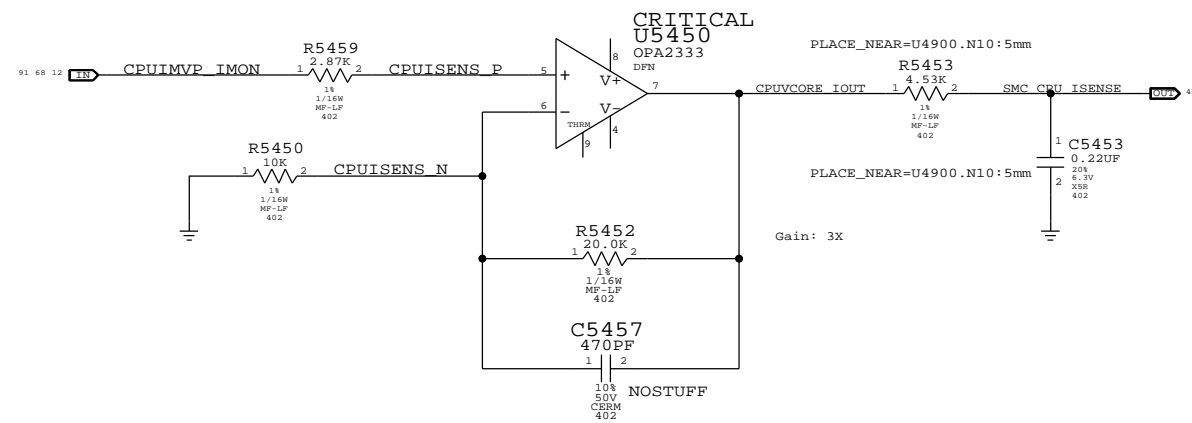 CRITICAL
U5450
OPA2333
DFN
PLACE_NEAR=U4900.N10:5mm
R5459
2.87K
91 68 12 IN CPUIMVP_IMON 1 2 CPUISENS_P 5 + V+ 8
1%
1/16W
MF-LF
402
7 CPUVCORE_IOUT
R5453
4.53K
1 2 SMC_CPU_ISENSE OUT 4
1%
1/16W
MF-LF
402
6 - V- 4
THRM
9
R5450
10K
1 2 CPUISENS_N
1%
1/16W
MF-LF
402
PLACE_NEAR=U4900.N10:5mm
1 C5453
0.22UF
2 20%
6.3V
X5R
402
R5452
20.0K
1 2
1%
1/16W
MF-LF
402
Gain: 3X
C5457
470PF
1 2
10%
50V
CERM
402
NOSTUFF